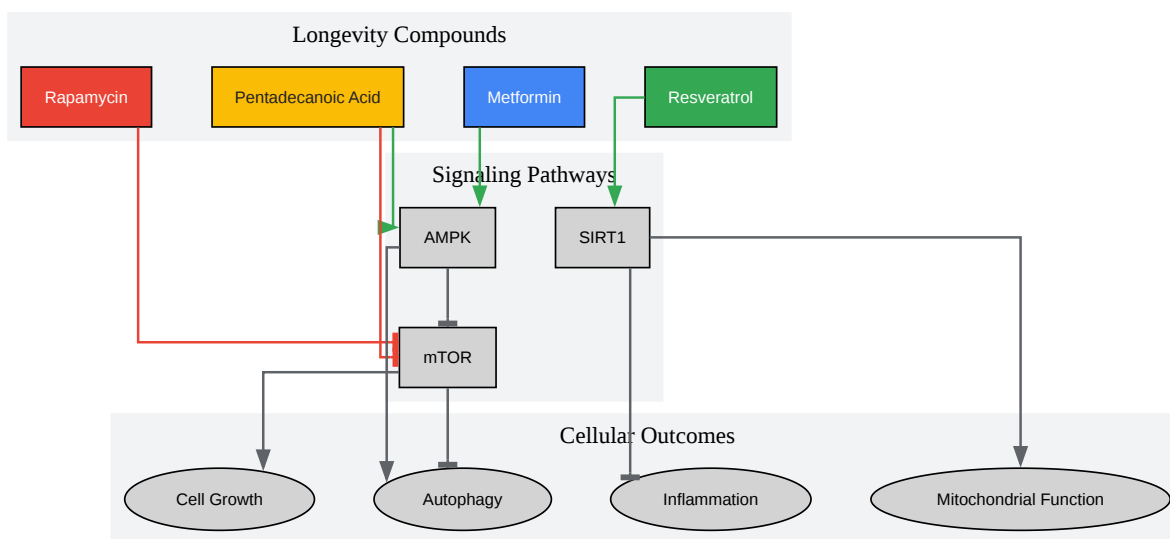 Longevity Compounds
Rapamycin
Pentadecanoic Acid
Metformin
Resveratrol
Signaling Pathways
AMPK
SIRT1
mTOR
Cellular Outcomes
Cell Growth
Autophagy
Inflammation
Mitochondrial Function